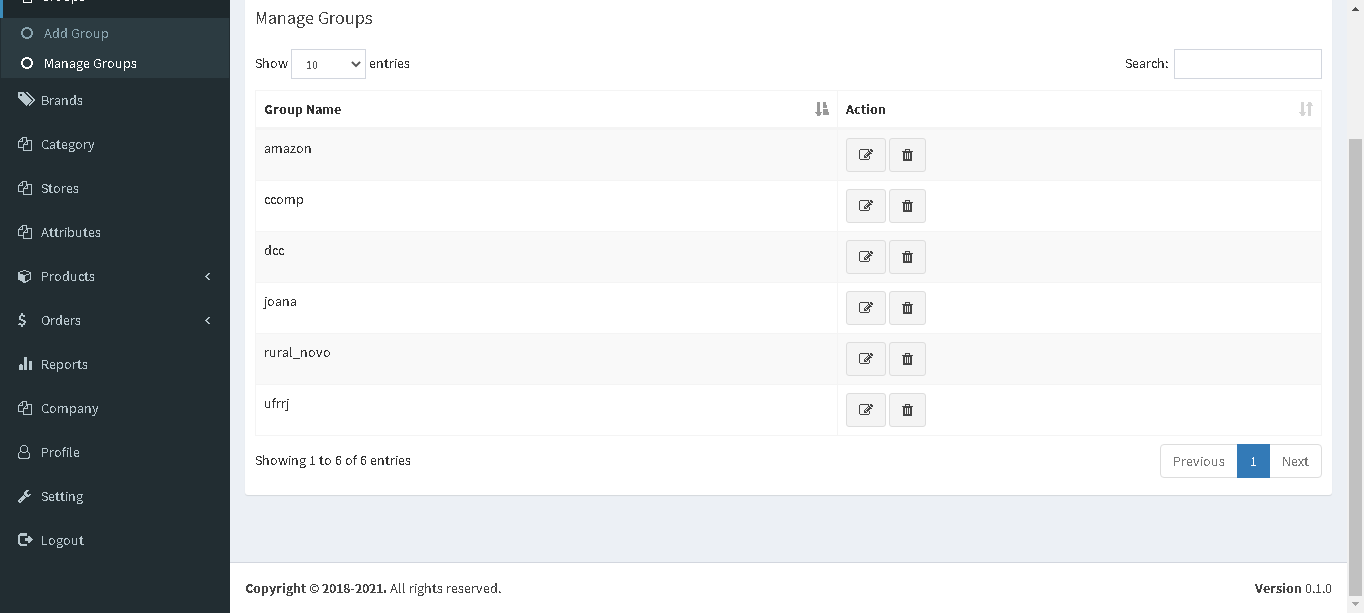 Groups
Add Group
Manage Groups
Brands
Category
Stores
Attributes
Products
Orders
Reports
Company
Profile
Setting
Logout
Manage Groups
Show 10 entries
Search:
Group Name Action
amazon
ccomp
dcc
joana
rural_novo
ufrrj
Showing 1 to 6 of 6 entries
Previous 1 Next
Copyright © 2018-2021. All rights reserved.
Version 0.1.0